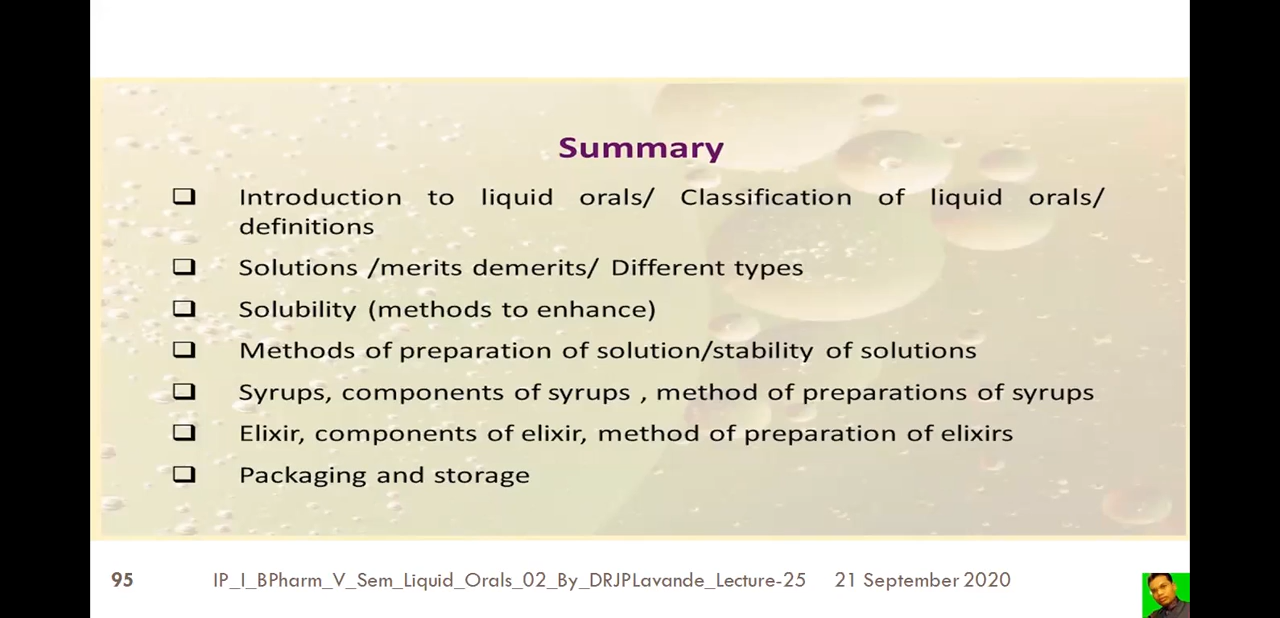 Summary
❑ Introduction to liquid orals/ Classification of liquid orals/
definitions
❑ Solutions /merits demerits/ Different types
❑ Solubility (methods to enhance)
❑ Methods of preparation of solution/stability of solutions
❑ Syrups, components of syrups , method of preparations of syrups
❑ Elixir, components of elixir, method of preparation of elixirs
❑ Packaging and storage
95 IP_I_BPharm_V_Sem_Liquid_Orals_02_By_DRJPLavande_Lecture-25 21 September 2020